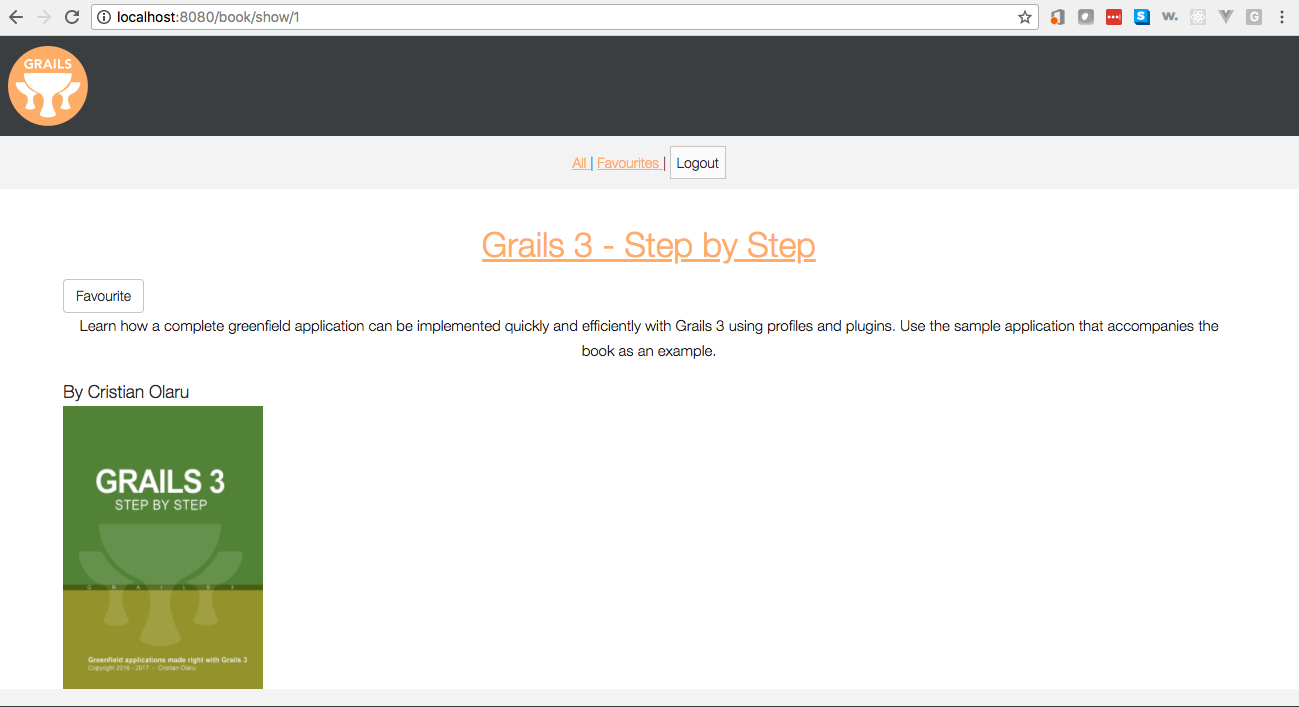 localhost:8080/book/show/1
GRAILS
All | Favourites | Logout
Grails 3 - Step by Step
Favourite
Learn how a complete greenfield application can be implemented quickly and efficiently with Grails 3 using profiles and plugins. Use the sample application that accompanies the
book as an example.
By Cristian Olaru
GRAILS 3
STEP BY STEP
G R A I L S 3
Greenfield applications made right with Grails 3
Copyright 2016 - 2017 - Cristian Olaru